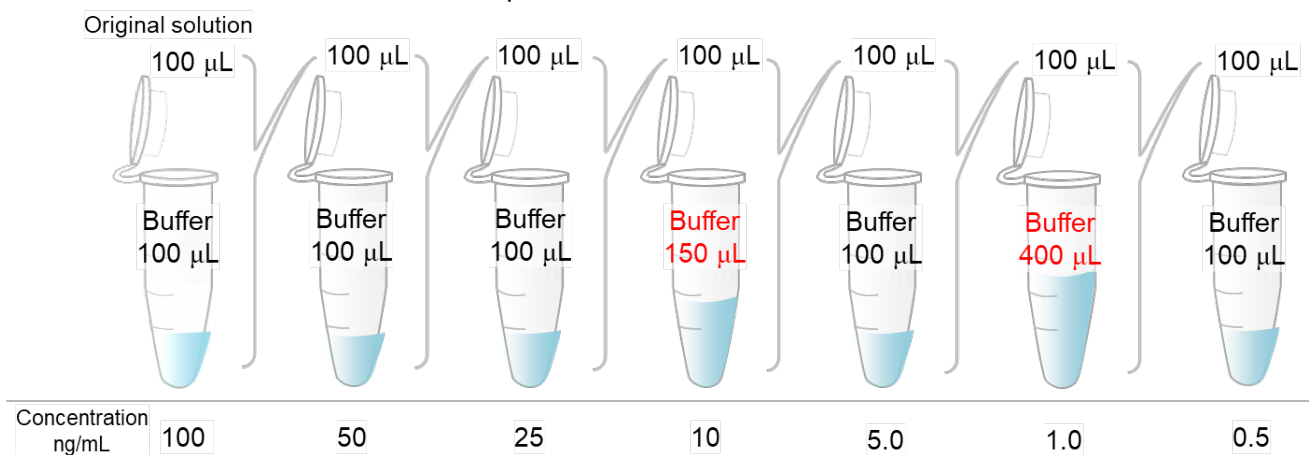 Original solution
100 μL 100 μL 100 μL 100 μL 100 μL 100 μL 100 μL
Buffer Buffer Buffer Buffer Buffer Buffer Buffer
100 μL 100 μL 100 μL 150 μL 100 μL 400 μL 100 μL
Concentration
ng/mL 100 50 25 10 5.0 1.0 0.5